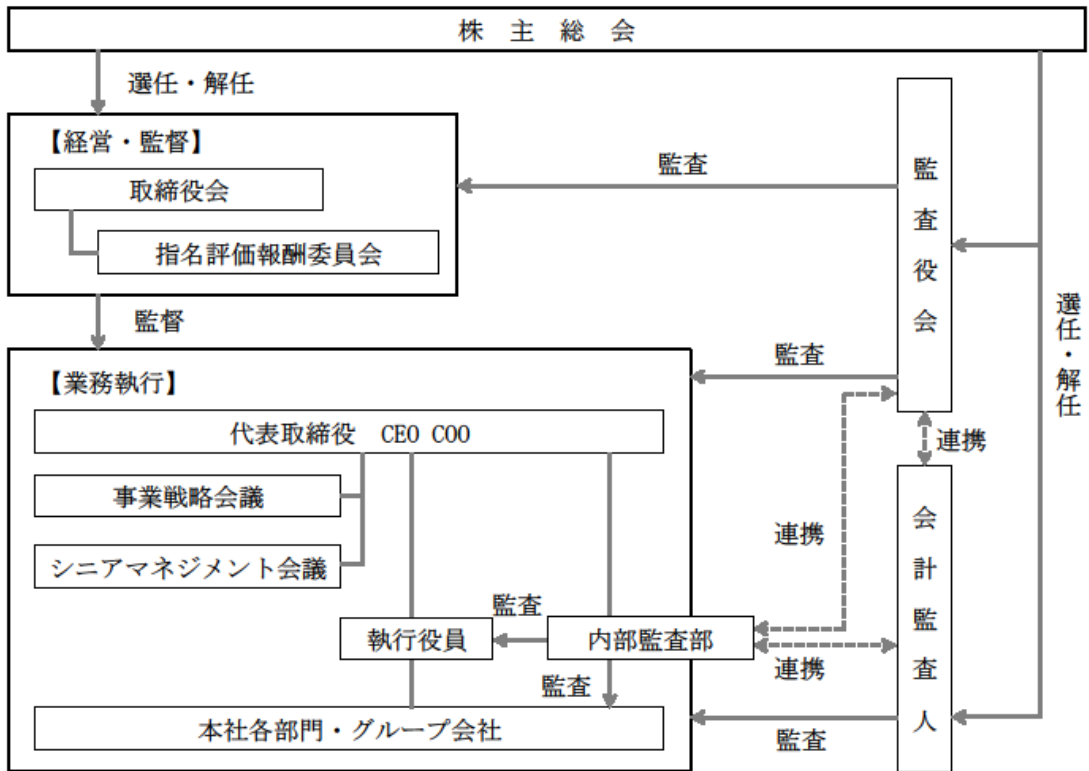 株主総会
選任・解任
【経営・監督】
取締役会
指名評価報酬委員会
監査
監査役会
選任・解任
監督
監査
【業務執行】
代表取締役 CEO COO
事業戦略会議
シニアマネジメント会議
連携
連携
会計監査人
監査
執行役員
内部監査部
連携
監査
本社各部門・グループ会社
監査